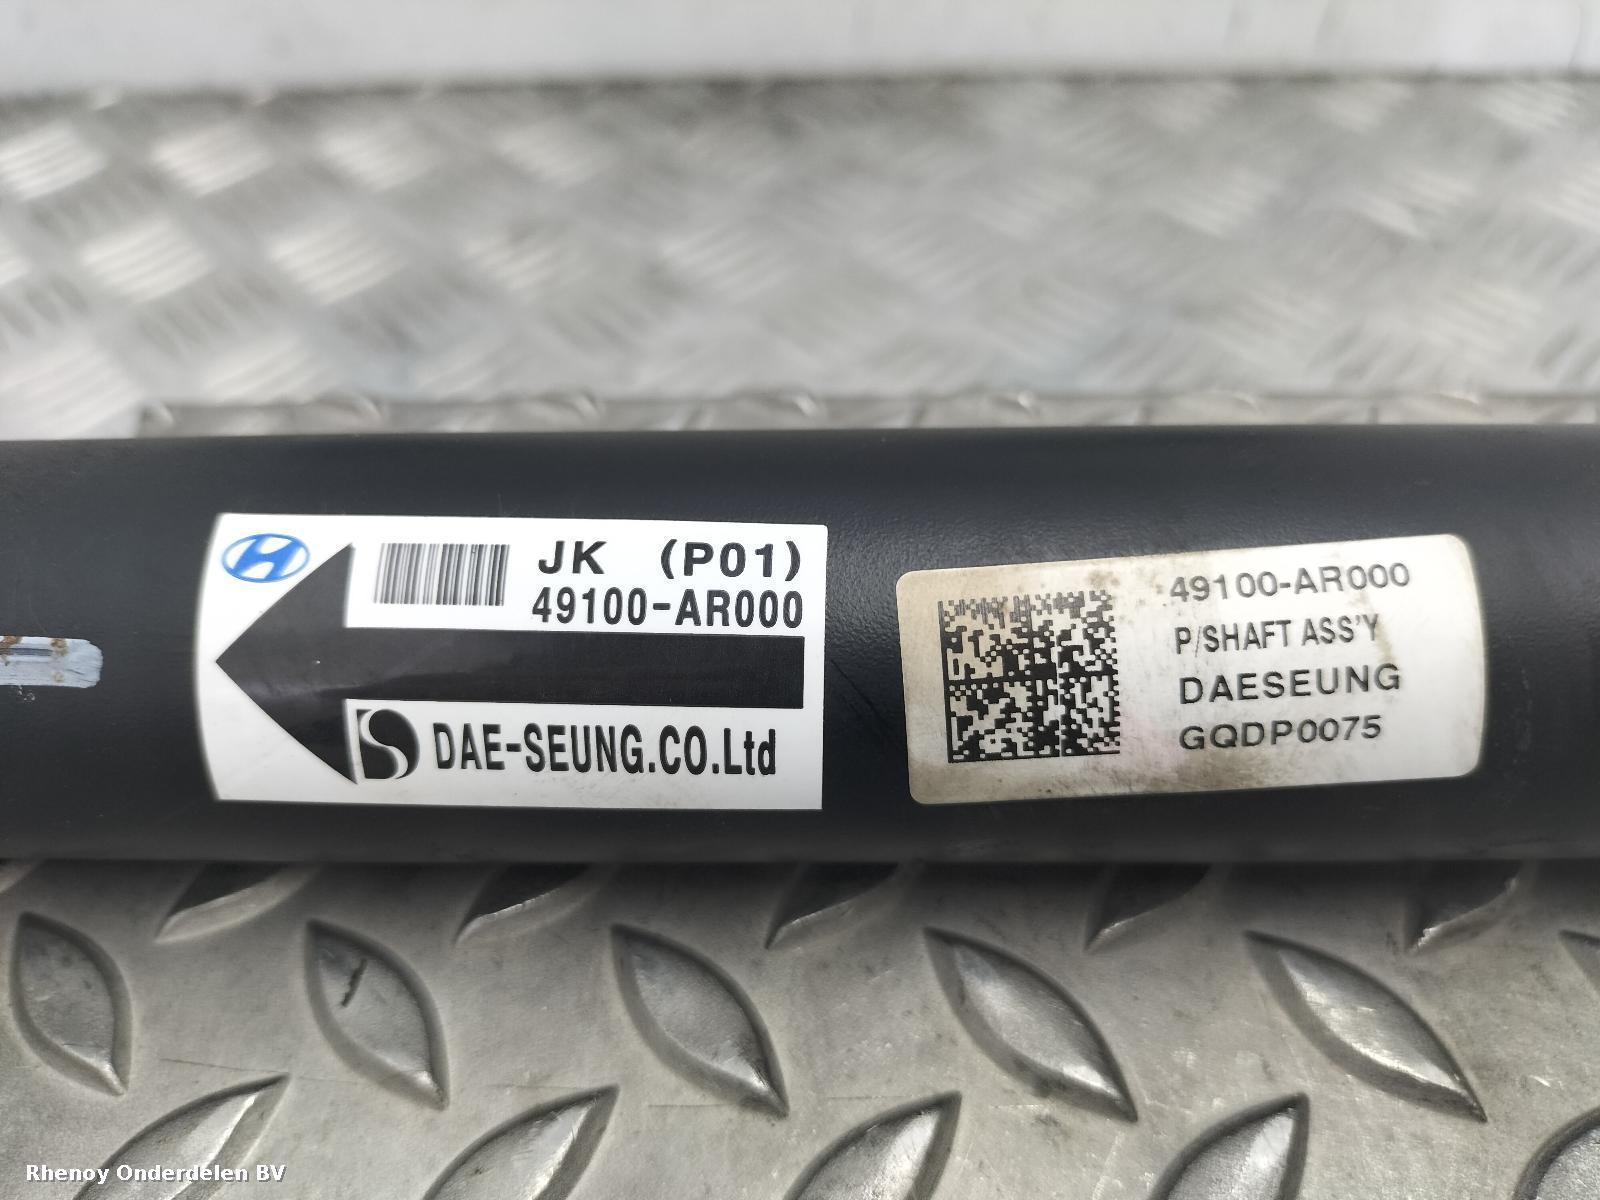 JK (P01)
49100-AR000
DAE-SEUNG.CO.Ltd
49100-AR000
P/SHAFT ASS'Y
DAESEUNG
GQDP0075
Rhenoy Onderdelen BV